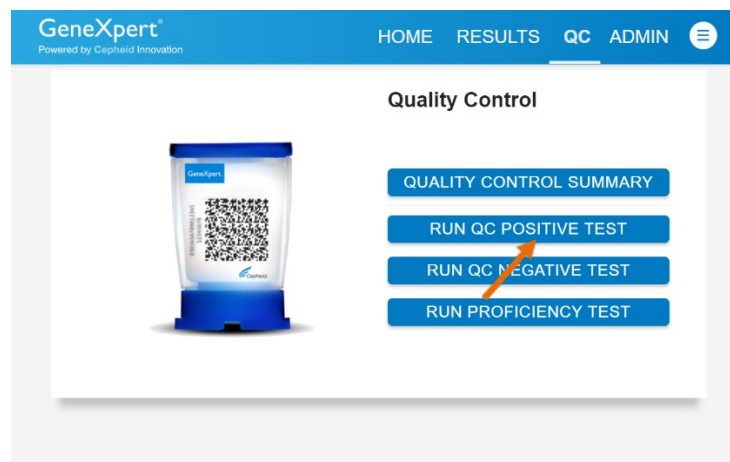 GeneXpert®
Powered by Cepheid Innovation
HOME RESULTS QC ADMIN
Quality Control
GeneXpert
Cepheid
QUALITY CONTROL SUMMARY
RUN QC POSITIVE TEST
RUN QC NEGATIVE TEST
RUN PROFICIENCY TEST